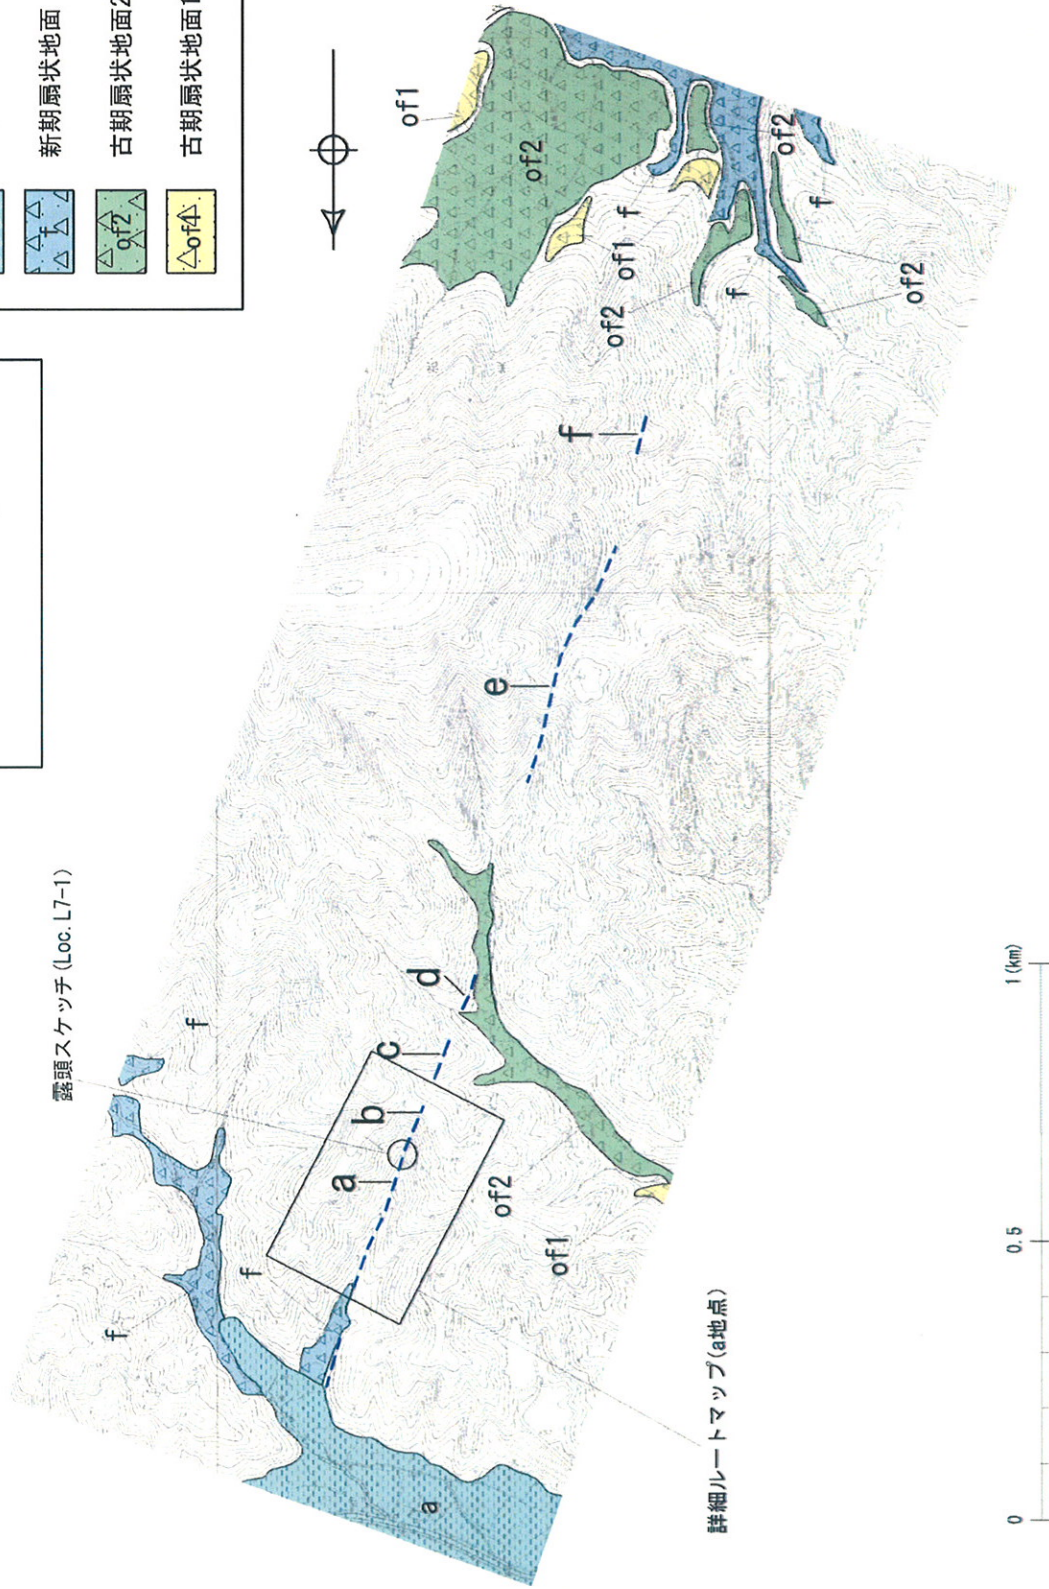 新期扇状地面
古期扇状地面2
古期扇状地面1
f
of2
of1
of1
of2
f
of1
of2
of2
f
f
of2
f
e
d
c
b
a
露頭スケッチ(Loc.L7-1)
f
f
f
of2
of1
a
詳細ルートマップ(a地点)
0
0.5
1(km)